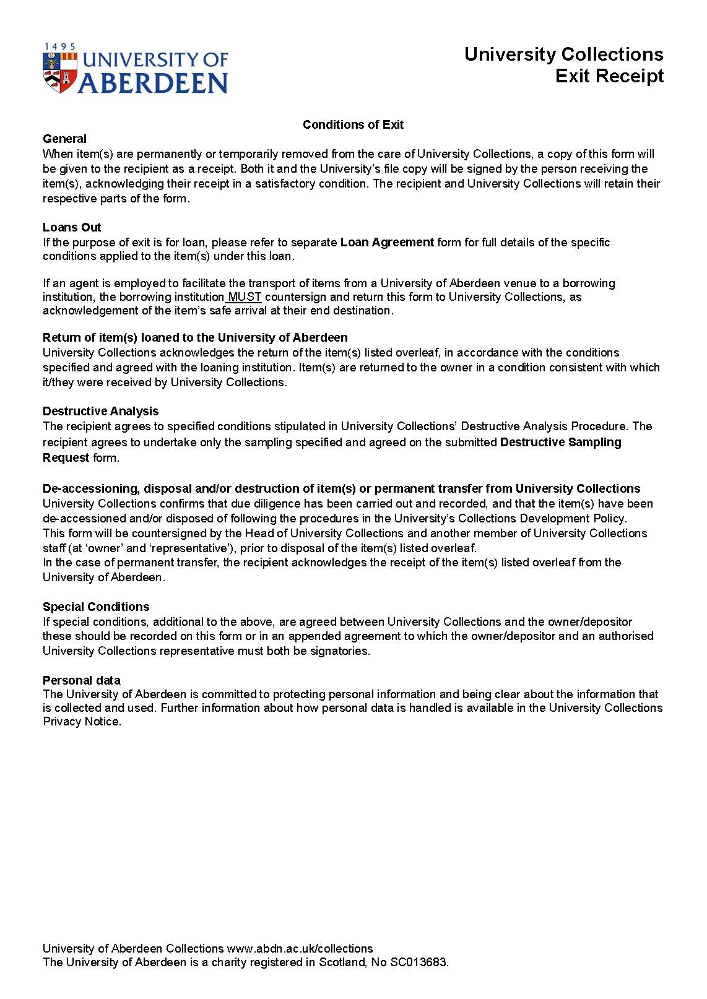 1495
UNIVERSITY OF
ABERDEEN
University Collections
Exit Receipt
Conditions of Exit
General
When item(s) are permanently or temporarily removed from the care of University Collections, a copy of this form will
be given to the recipient as a receipt. Both it and the University’s file copy will be signed by the person receiving the
item(s), acknowledging their receipt in a satisfactory condition. The recipient and University Collections will retain their
respective parts of the form.
Loans Out
If the purpose of exit is for loan, please refer to separate Loan Agreement form for full details of the specific
conditions applied to the item(s) under this loan.
If an agent is employed to facilitate the transport of items from a University of Aberdeen venue to a borrowing
institution, the borrowing institution MUST countersign and return this form to University Collections, as
acknowledgement of the item’s safe arrival at their end destination.
Return of item(s) loaned to the University of Aberdeen
University Collections acknowledges the return of the item(s) listed overleaf, in accordance with the conditions
specified and agreed with the loaning institution. Item(s) are returned to the owner in a condition consistent with which
it/they were received by University Collections.
Destructive Analysis
The recipient agrees to specified conditions stipulated in University Collections’ Destructive Analysis Procedure. The
recipient agrees to undertake only the sampling specified and agreed on the submitted Destructive Sampling
Request form.
De-accessioning, disposal and/or destruction of item(s) or permanent transfer from University Collections
University Collections confirms that due diligence has been carried out and recorded, and that the item(s) have been
de-accessioned and/or disposed of following the procedures in the University’s Collections Development Policy.
This form will be countersigned by the Head of University Collections and another member of University Collections
staff (at ‘owner’ and ‘representative’), prior to disposal of the item(s) listed overleaf.
In the case of permanent transfer, the recipient acknowledges the receipt of the item(s) listed overleaf from the
University of Aberdeen.
Special Conditions
If special conditions, additional to the above, are agreed between University Collections and the owner/depositor
these should be recorded on this form or in an appended agreement to which the owner/depositor and an authorised
University Collections representative must both be signatories.
Personal data
The University of Aberdeen is committed to protecting personal information and being clear about the information that
is collected and used. Further information about how personal data is handled is available in the University Collections
Privacy Notice.
University of Aberdeen Collections www.abdn.ac.uk/collections
The University of Aberdeen is a charity registered in Scotland, No SC013683.